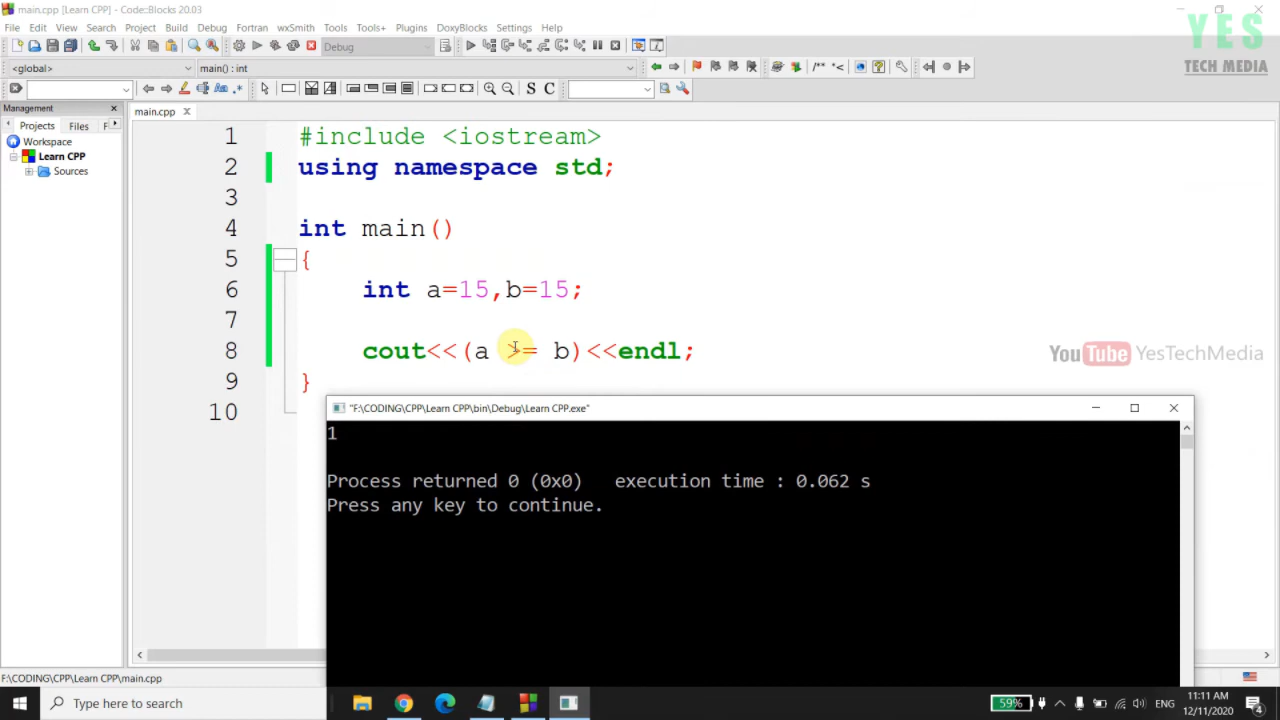 main.cpp [Learn CPP] - Code::Blocks 20.03
File Edit View Search Project Build Debug Fortran wxSmith Tools Tools+ Plugins DoxyBlocks Settings Help
YES
TECH MEDIA
Debug
<global>
main() : int
/** *<
S C
Management
Projects Files F
main.cpp
Workspace
Learn CPP
Sources
1 #include <iostream>
2 using namespace std;
3
4 int main()
5 {
6 int a=15,b=15;
7
8 cout<<(a >= b)<<endl;
9 }
10
YouTube YesTechMedia
"F:\CODING\CPP\Learn CPP\bin\Debug\Learn CPP.exe"
1
Process returned 0 (0x0) execution time : 0.062 s
Press any key to continue.
F:\CODING\CPP\Learn CPP\main.cpp
Type here to search
59%
ENG
11:11 AM
12/11/2020
4